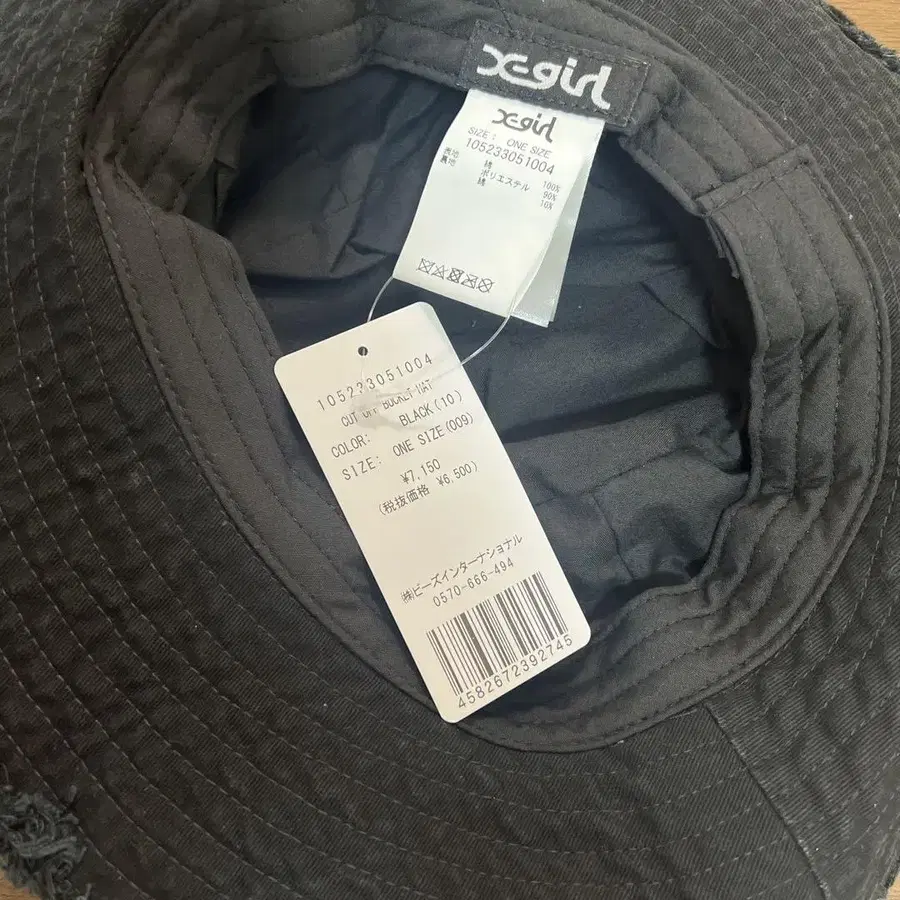 X-girl
X-girl
SIZE : ONE SIZE
105233051004
表地 綿 100%
裏地 ポリエステル 90%
綿 10%
105233051004
CUT OFF BUCKET HAT
COLOR: BLACK(10)
SIZE: ONE SIZE(009)
¥7,150
(税抜価格 ¥6,500)
㈱ビーズインターナショナル
0570-666-494
4582672392745